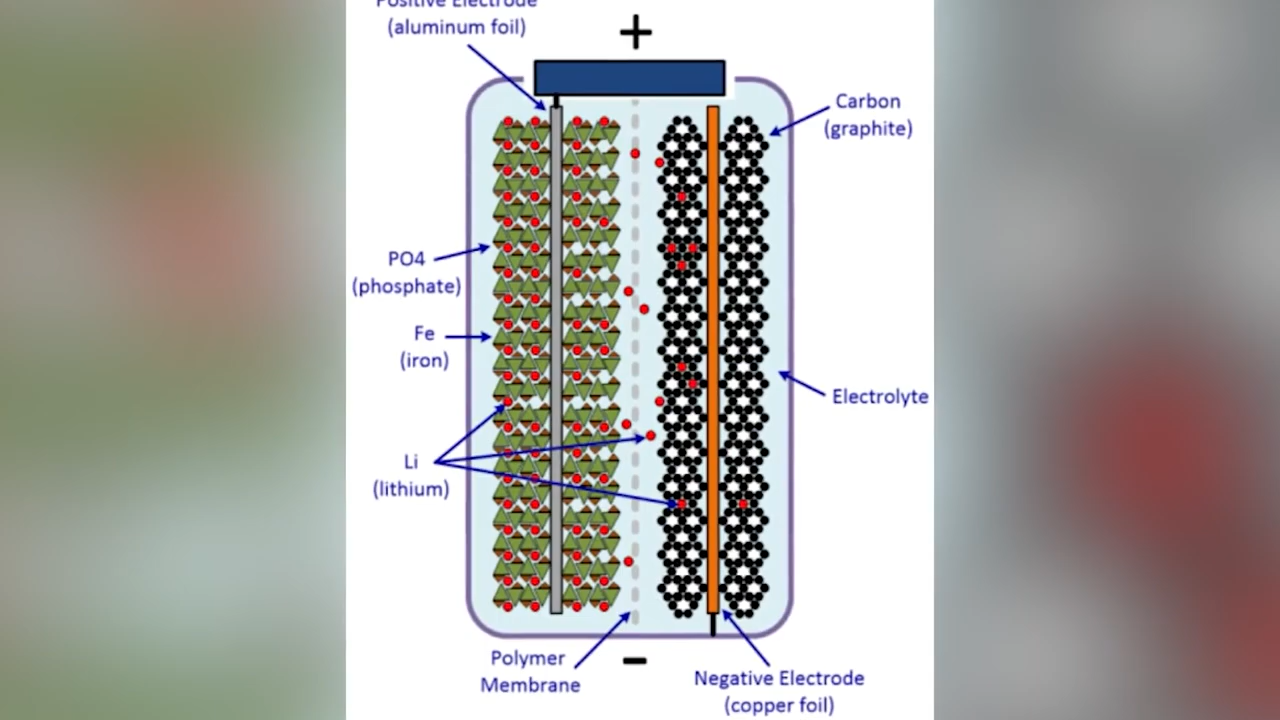 Positive Electrode
(aluminum foil)
+
Carbon
(graphite)
PO4
(phosphate)
Fe
(iron)
Electrolyte
Li
(lithium)
Polymer
Membrane
−
Negative Electrode
(copper foil)